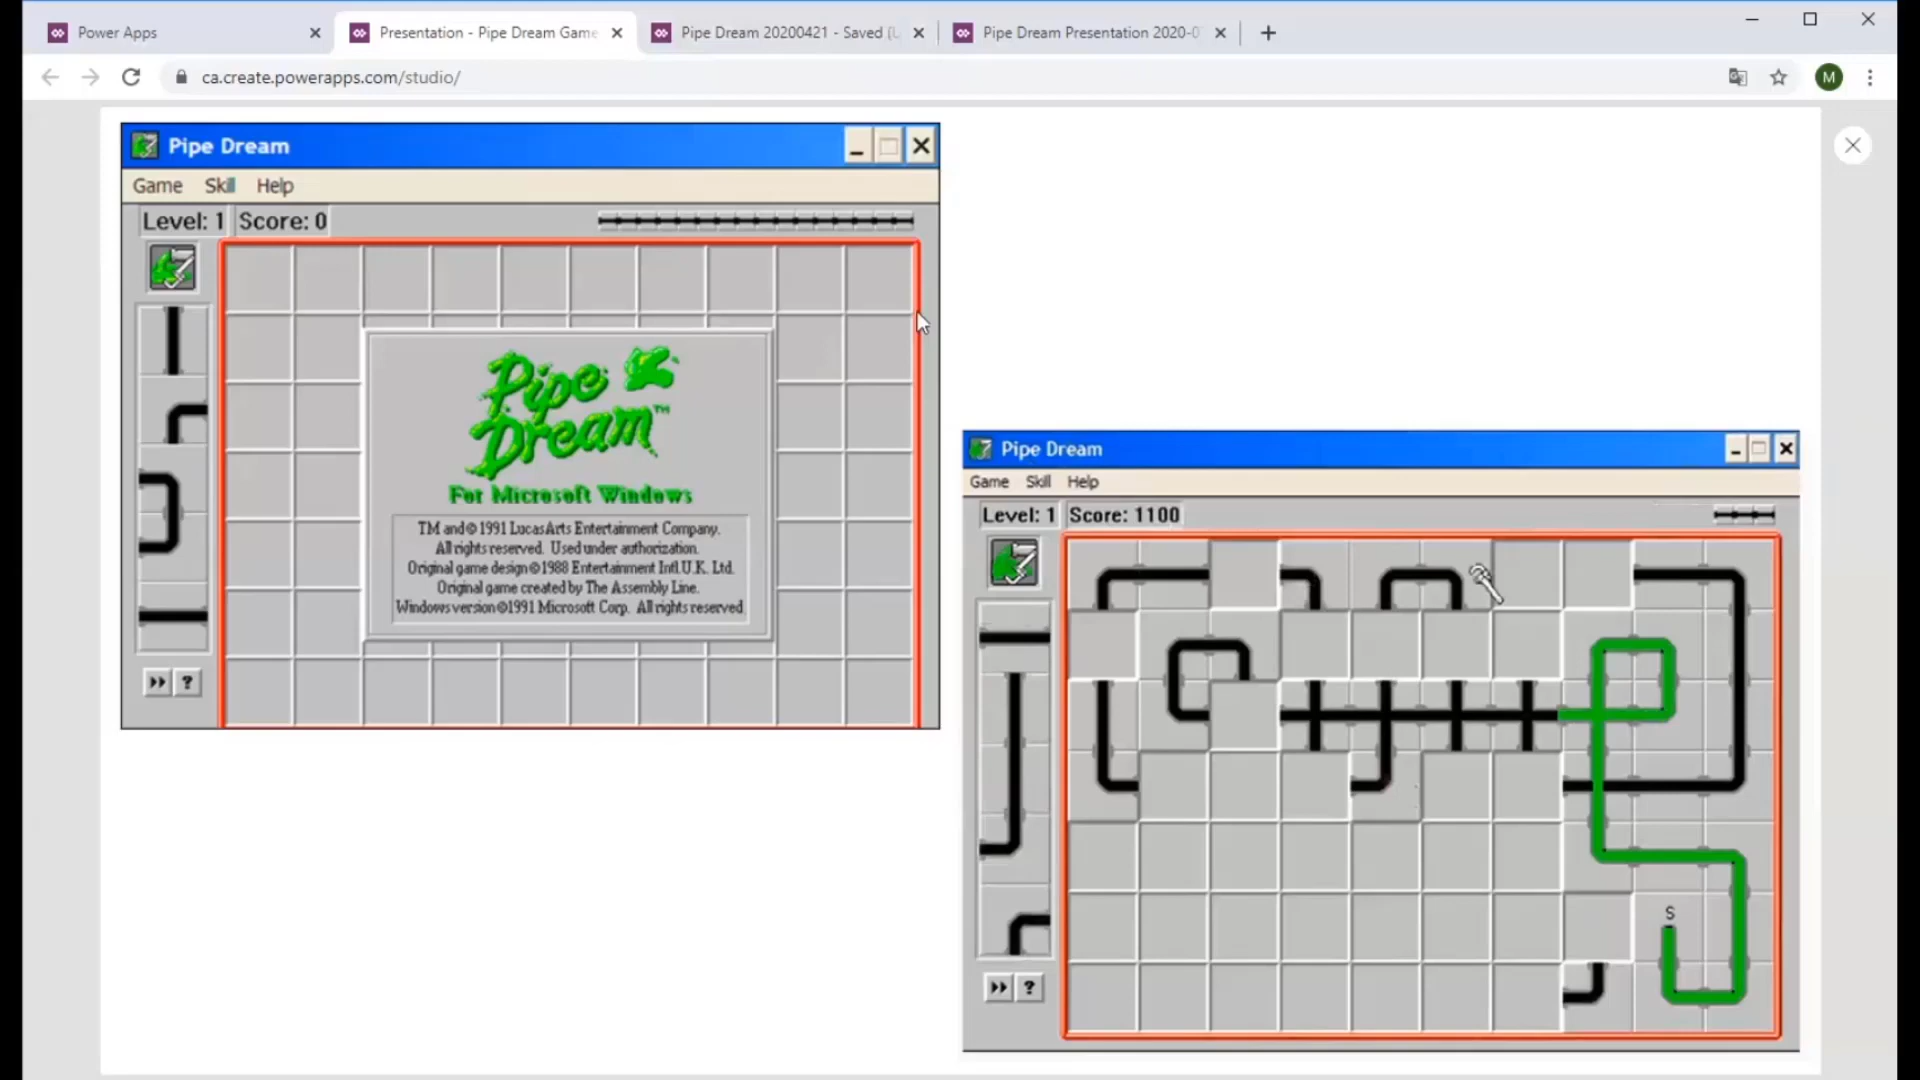 Power Apps
Presentation - Pipe Dream Game
Pipe Dream 20200421 - Saved (U
Pipe Dream Presentation 2020-0
ca.create.powerapps.com/studio/
M
Pipe Dream
Game Skill Help
Level: 1 Score: 0
Pipe
Dream™
For Microsoft Windows
TM and © 1991 LucasArts Entertainment Company.
All rights reserved. Used under authorization.
Original game design © 1988 Entertainment Intl U.K. Ltd.
Original game created by The Assembly Line.
Windows version © 1991 Microsoft Corp. All rights reserved.
?
Pipe Dream
Game Skill Help
Level: 1 Score: 1100
S
?